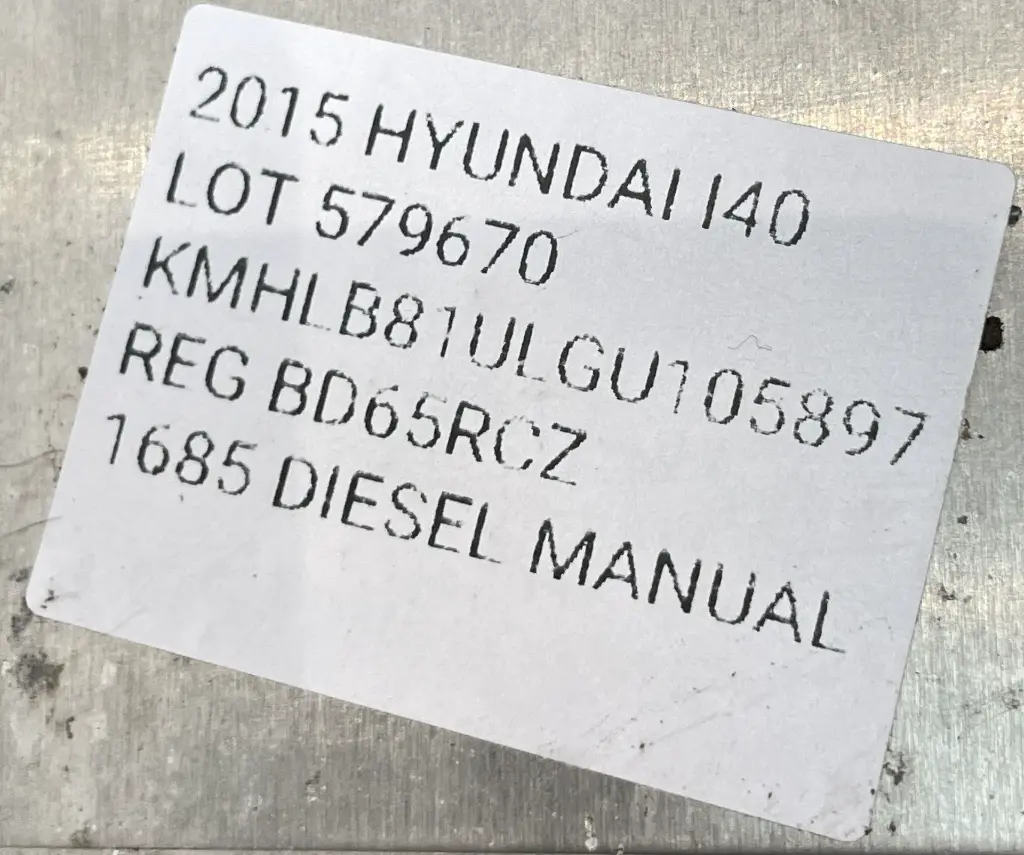 2015 HYUNDAI I40
LOT 579670
KMHLB81ULGU105897
REG BD65RCZ
1685 DIESEL MANUAL